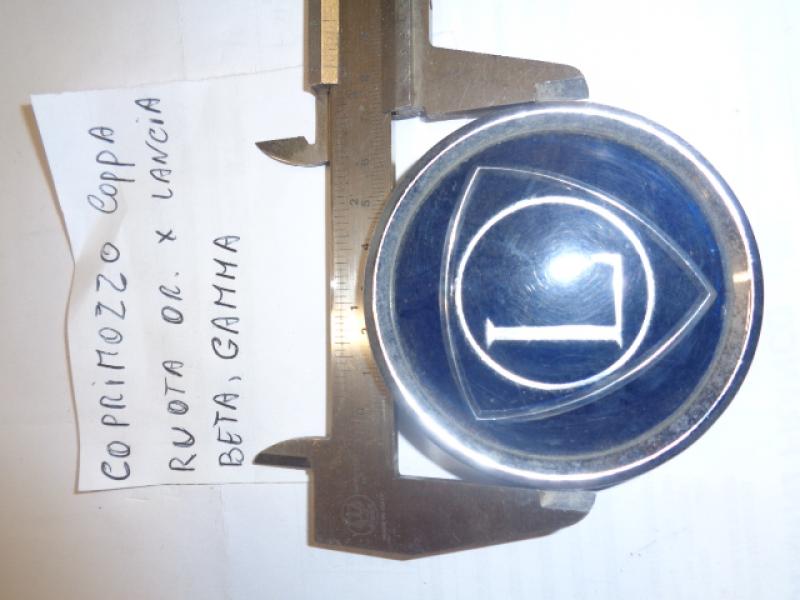 COPRIMOZZO COPPA
RUOTA OR. X LANCIA
BETA, GAMMA
L